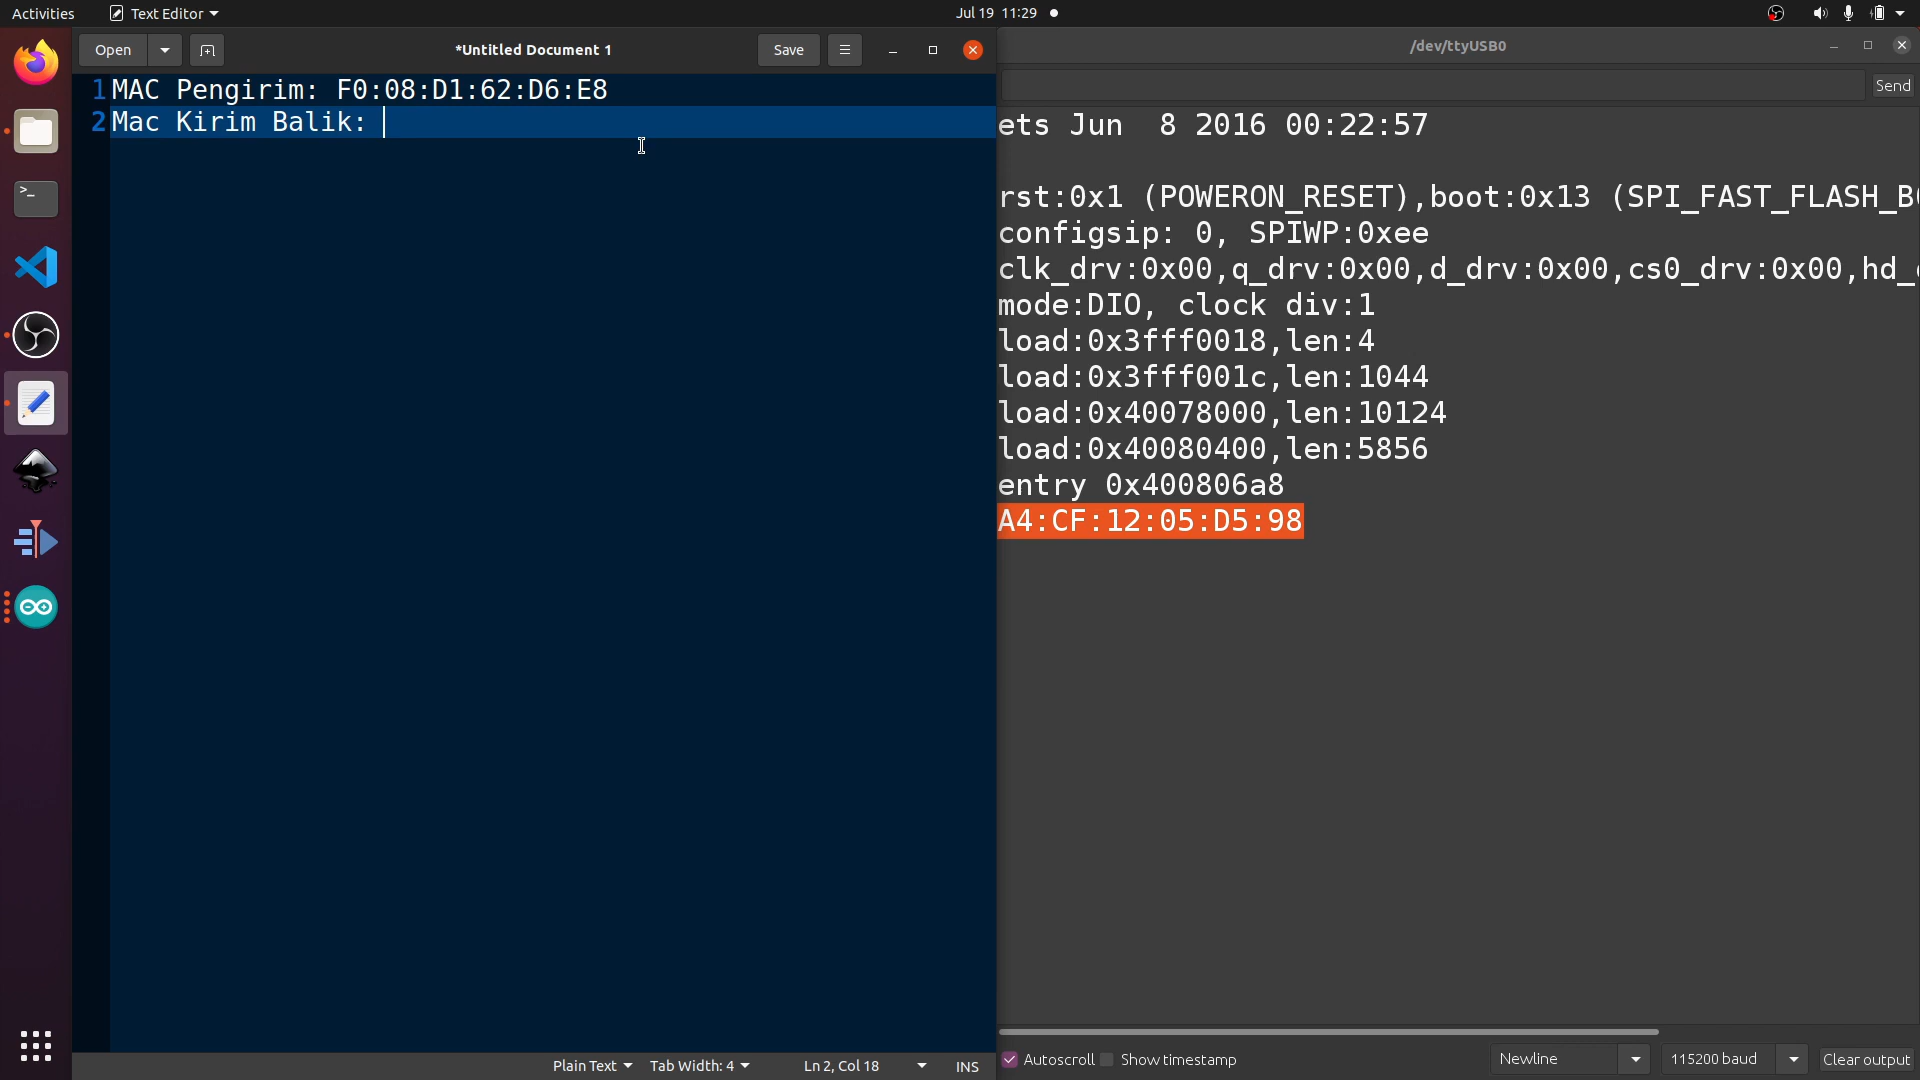 Activities
Text Editor
Jul 19 11:29
Open
*Untitled Document 1
Save
1 MAC Pengirim: F0:08:D1:62:D6:E8
2 Mac Kirim Balik:
Plain Text
Tab Width: 4
Ln 2, Col 18
INS
/dev/ttyUSB0
Send
ets Jun  8 2016 00:22:57
rst:0x1 (POWERON_RESET),boot:0x13 (SPI_FAST_FLASH_B
configsip: 0, SPIWP:0xee
clk_drv:0x00,q_drv:0x00,d_drv:0x00,cs0_drv:0x00,hd_
mode:DIO, clock div:1
load:0x3fff0018,len:4
load:0x3fff001c,len:1044
load:0x40078000,len:10124
load:0x40080400,len:5856
entry 0x400806a8
A4:CF:12:05:D5:98
Autoscroll
Show timestamp
Newline
115200 baud
Clear output